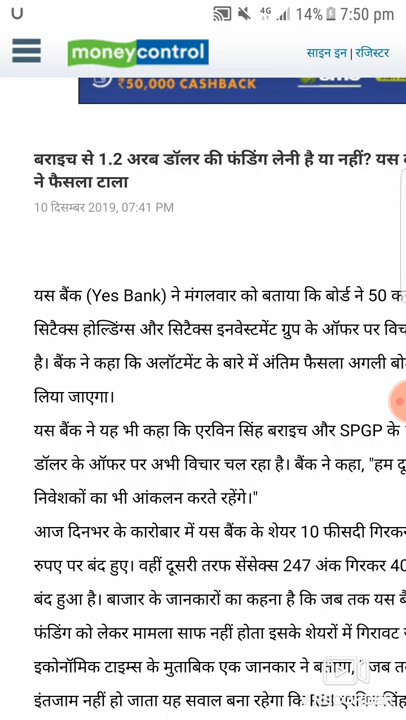 U 4G 14% 7:50 pm
moneycontrol साइन इन | रजिस्टर
₹50,000 CASHBACK
बराइच से 1.2 अरब डॉलर की फंडिंग लेनी है या नहीं? यस
ने फैसला टाला
10 दिसम्बर 2019, 07:41 PM
यस बैंक (Yes Bank) ने मंगलवार को बताया कि बोर्ड ने 50
सिटैक्स होल्डिंग्स और सिटैक्स इनवेस्टमेंट ग्रुप के ऑफर पर
है। बैंक ने कहा कि अलॉटमेंट के बारे में अंतिम फैसला अगली
लिया जाएगा।
यस बैंक ने यह भी कहा कि एरविन सिंह बराइच और SPGP के
डॉलर के ऑफर पर अभी विचार चल रहा है। बैंक ने कहा, "हम
निवेशकों का भी आंकलन करते रहेंगे।"
आज दिनभर के कारोबार में यस बैंक के शेयर 10 फीसदी गिरकर
रुपए पर बंद हुए। वहीं दूसरी तरफ सेंसेक्स 247 अंक गिरकर
बंद हुआ है। बाजार के जानकारों का कहना है कि जब तक यस
फंडिंग को लेकर मामला साफ नहीं होता इसके शेयरों में गिरावट
इकोनॉमिक टाइम्स के मुताबिक एक जानकार ने "जब
इंतजाम नहीं हो जाता यह सवाल बना रहेगा कि RBI